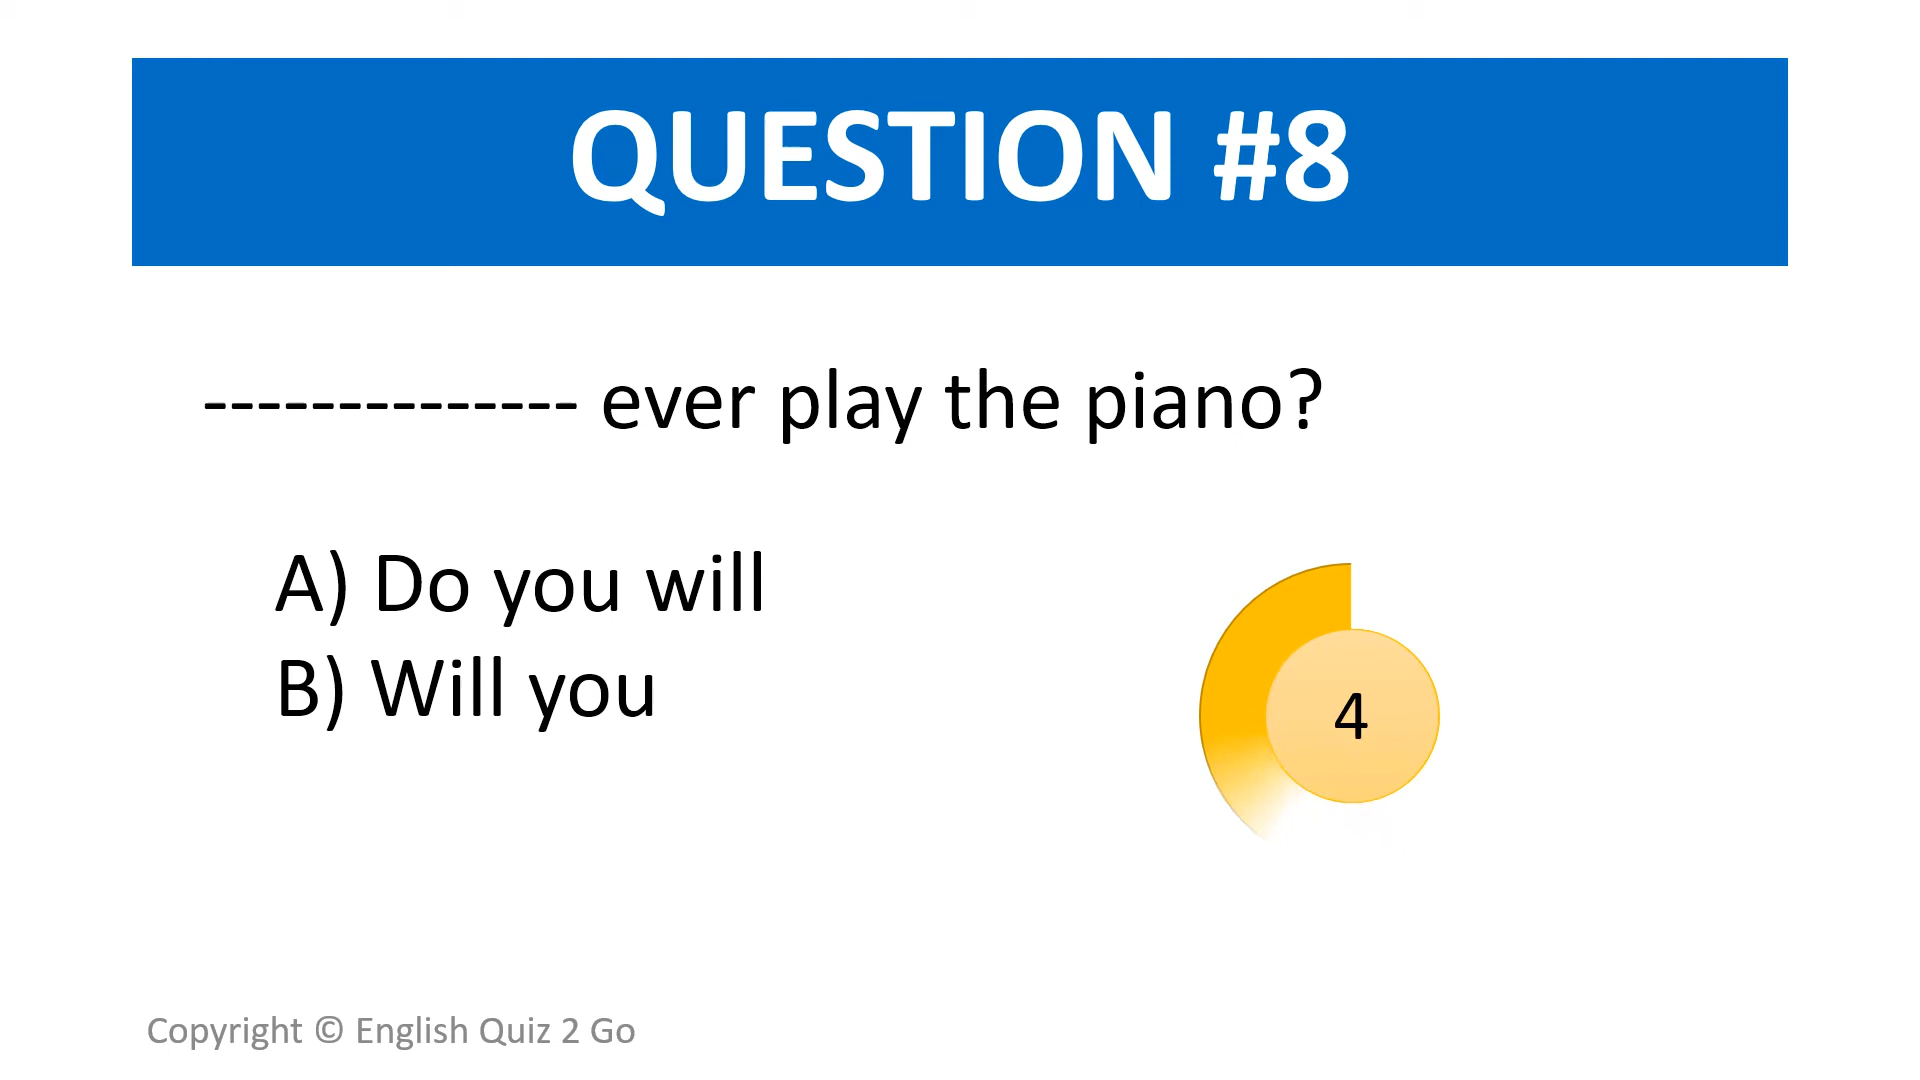 QUESTION #8
-------------- ever play the piano?
A) Do you will
B) Will you
4
Copyright © English Quiz 2 Go